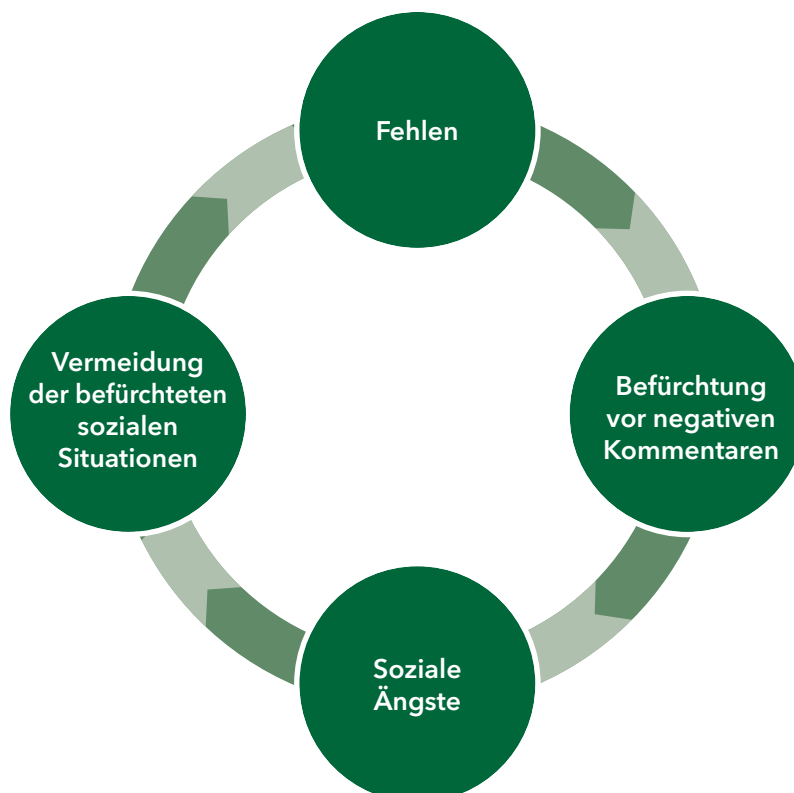 Fehlen
Befürchtung
vor negativen
Kommentaren
Soziale
Ängste
Vermeidung
der befürchteten
sozialen
Situationen